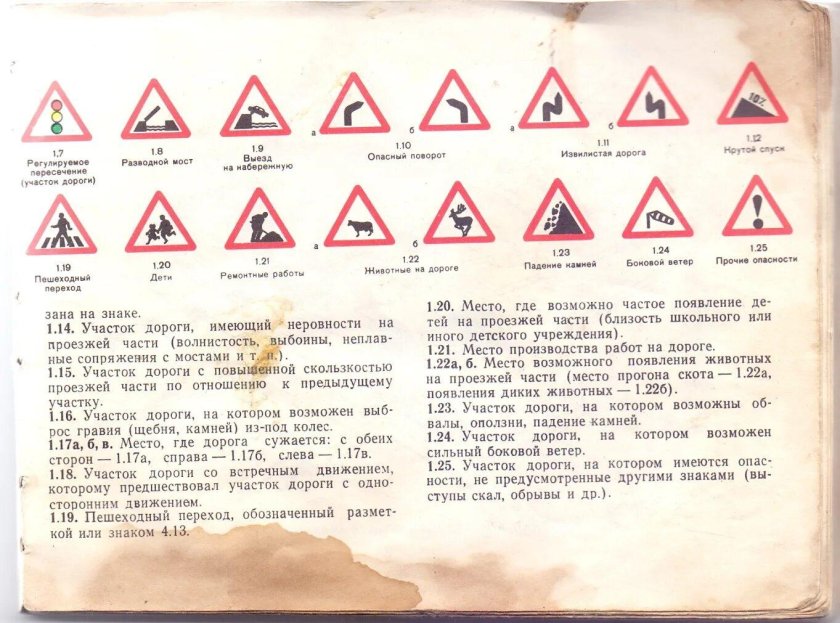 10%
1.7
Регулируемое
пересечение
(участок дороги)
1.8
Разводной мост
1.9
Выезд
на набережную
а
б
1.10
Опасный поворот
а
б
1.11
Извилистая дорога
1.12
Крутой спуск
1.19
Пешеходный
переход
1.20
Дети
1.21
Ремонтные работы
а
б
1.22
Животные на дороге
1.23
Падение камней
1.24
Боковой ветер
1.25
Прочие опасности
зана на знаке.
1.14. Участок дороги, имеющий неровности на
проезжей части (волнистость, выбоины, неплав-
ные сопряжения с мостами и т. п.).
1.15. Участок дороги с повышенной скользкостью
проезжей части по отношению к предыдущему
участку.
1.16. Участок дороги, на котором возможен выб-
рос гравия (щебня, камней) из-под колес.
1.17а, б, в. Место, где дорога сужается: с обеих
сторон — 1.17а, справа — 1.17б, слева — 1.17в.
1.18. Участок дороги со встречным движением,
которому предшествовал участок дороги с одно-
сторонним движением.
1.19. Пешеходный переход, обозначенный размет-
кой или знаком 4.13.
1.20. Место, где возможно частое появление де-
тей на проезжей части (близость школьного или
иного детского учреждения).
1.21. Место производства работ на дороге.
1.22а, б. Место возможного появления животных
на проезжей части (место прогона скота — 1.22а,
появления диких животных — 1.22б).
1.23. Участок дороги, на котором возможны об-
валы, оползни, падение камней.
1.24. Участок дороги, на котором возможен
сильный боковой ветер.
1.25. Участок дороги, на котором имеются опас-
ности, не предусмотренные другими знаками (вы-
ступы скал, обрывы и др.).